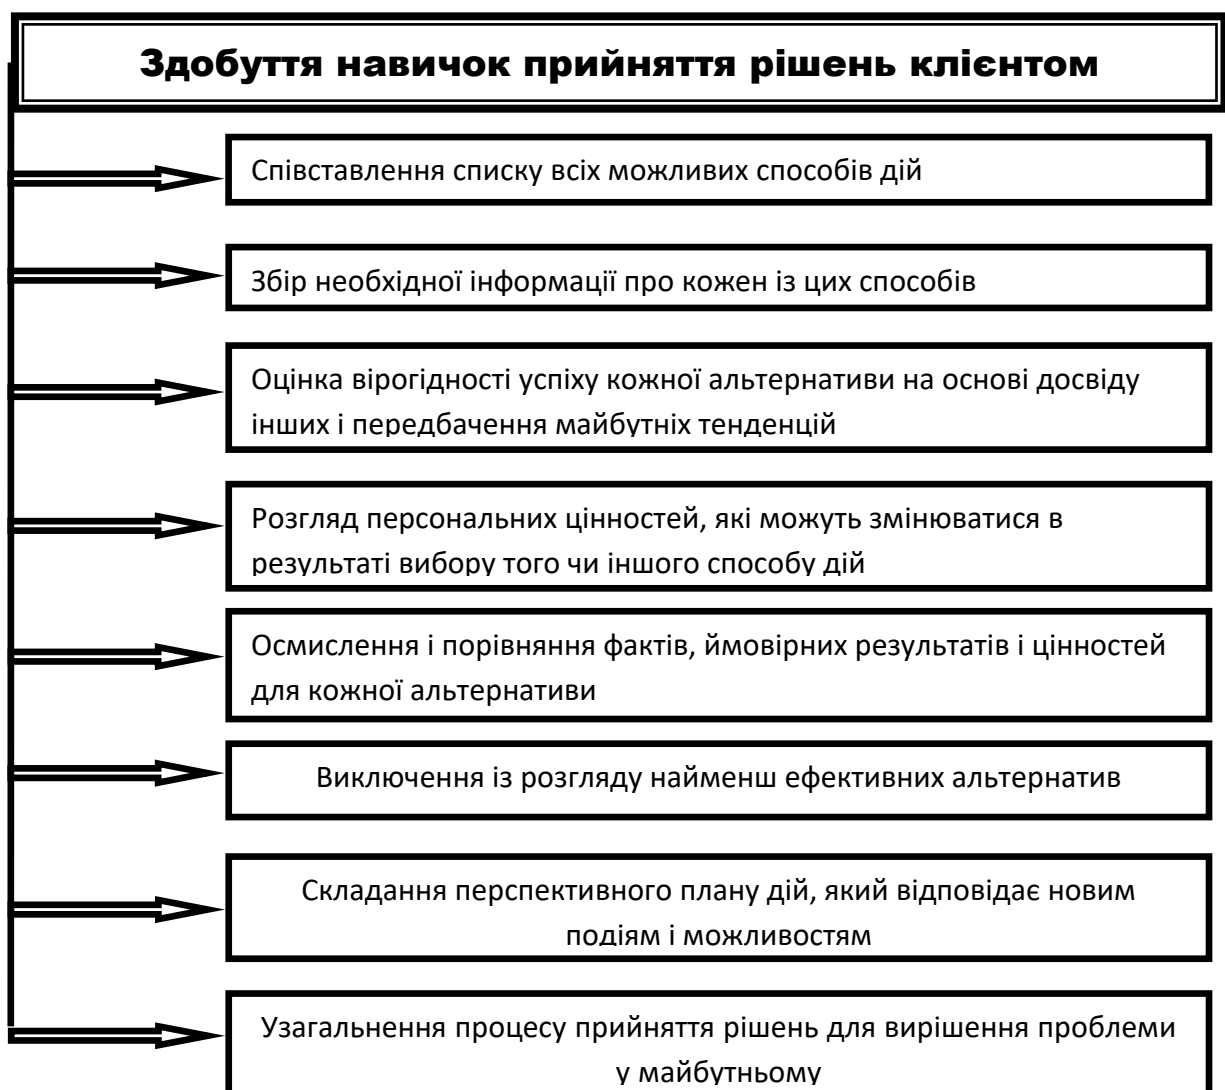 Здобуття навичок прийняття рішень клієнтом
Співставлення списку всіх можливих способів дій
Збір необхідної інформації про кожен із цих способів
Оцінка вірогідності успіху кожної альтернативи на основі досвіду
інших і передбачення майбутніх тенденцій
Розгляд персональних цінностей, які можуть змінюватися в
результаті вибору того чи іншого способу дій
Осмислення і порівняння фактів, ймовірних результатів і цінностей
для кожної альтернативи
Виключення із розгляду найменш ефективних альтернатив
Складання перспективного плану дій, який відповідає новим
подіям і можливостям
Узагальнення процесу прийняття рішень для вирішення проблеми
у майбутньому